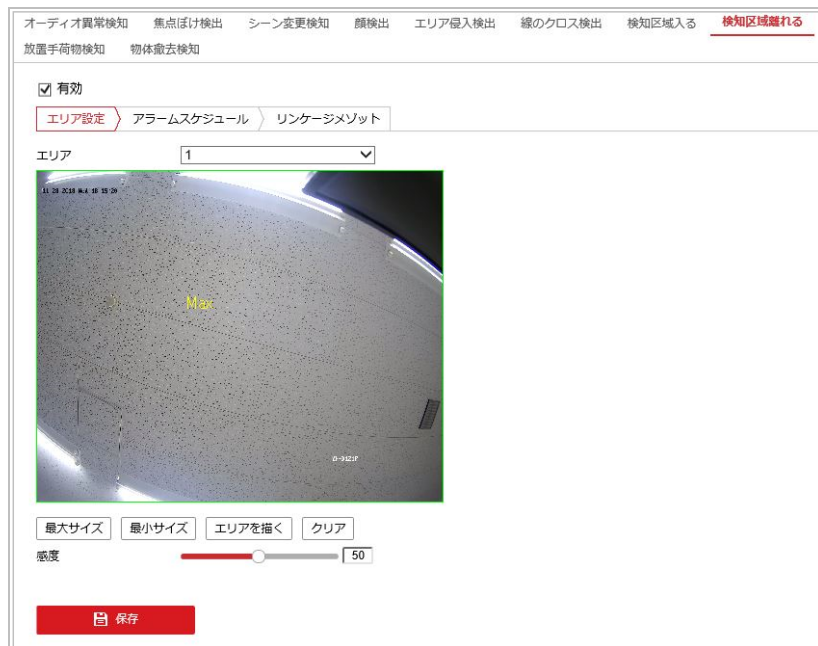 オーディオ異常検知 焦点ぼけ検出 シーン変更検知 顔検出 エリア侵入検出 線のクロス検出 検知区域入る 検知区域離れる
放置手荷物検知 物体撤去検知
有効
エリア設定 アラームスケジュール リンケージメゾット
エリア 1
Max
最大サイズ 最小サイズ エリアを描く クリア
感度 50
保存